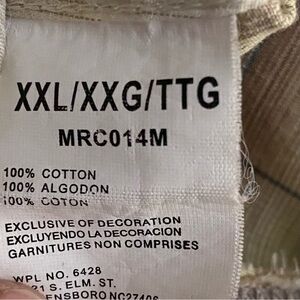 XXL/XXG/TTG
MRC014M
100% COTTON
100% ALGODON
100% COTON
EXCLUSIVE OF DECORATION
EXCLUYENDO LA DECORACION
GARNITURES NON COMPRISES
WPL NO. 6428
21 S. ELM. ST.
ENSBORO NC27406